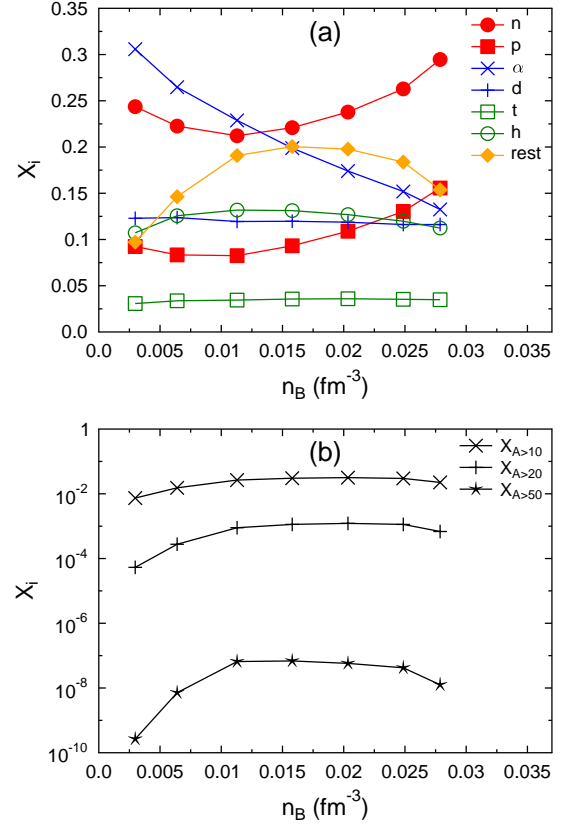 (a)
n
p
α
d
t
h
rest
0.35
0.3
0.25
0.2
0.15
0.1
0.05
0.0
X_i
0.0 0.005 0.01 0.015 0.02 0.025 0.03 0.035
n_B (fm^-3)
(b)
X_A>10
X_A>20
X_A>50
1
10^-2
10^-4
10^-6
10^-8
10^-10
X_i
0.0 0.005 0.01 0.015 0.02 0.025 0.03 0.035
n_B (fm^-3)